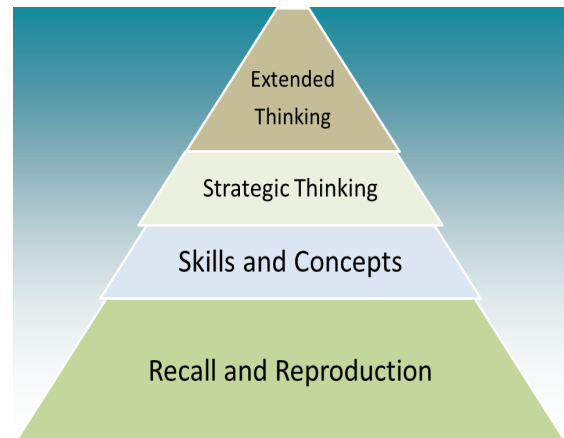 Extended
Thinking
Strategic Thinking
Skills and Concepts
Recall and Reproduction